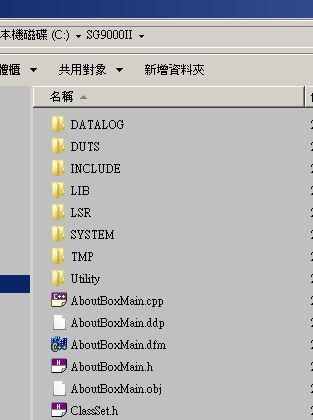 本機磁碟 (C:) ▾ SG9000II ▾
體櫃 ▾ 共用對象 ▾ 新增資料夾
名稱
DATALOG
DUTS
INCLUDE
LIB
LSR
SYSTEM
TMP
Utility
AboutBoxMain.cpp
AboutBoxMain.ddp
AboutBoxMain.dfm
AboutBoxMain.h
AboutBoxMain.obj
ClassSet.h